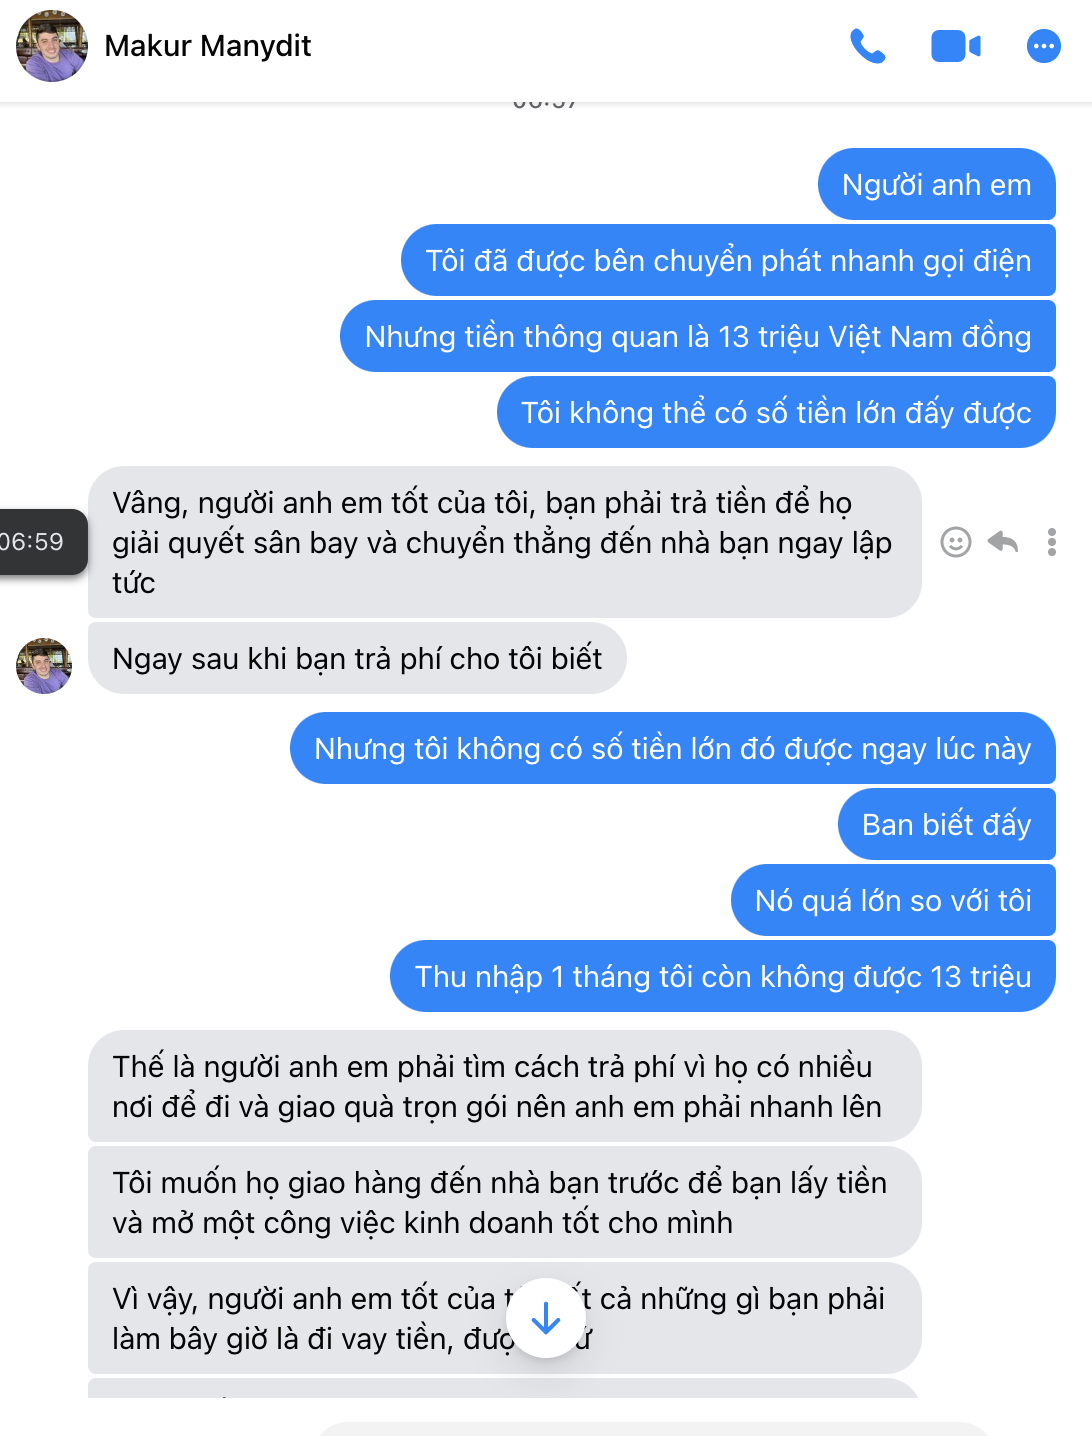 Makur Manydit
Người anh em
Tôi đã được bên chuyển phát nhanh gọi điện
Nhưng tiền thông quan là 13 triệu Việt Nam đồng
Tôi không thể có số tiền lớn đấy được
Vâng, người anh em tốt của tôi, bạn phải trả tiền để họ
giải quyết sân bay và chuyển thẳng đến nhà bạn ngay lập
tức
06:59
Ngay sau khi bạn trả phí cho tôi biết
Nhưng tôi không có số tiền lớn đó được ngay lúc này
Ban biết đấy
Nó quá lớn so với tôi
Thu nhập 1 tháng tôi còn không được 13 triệu
Thế là người anh em phải tìm cách trả phí vì họ có nhiều
nơi để đi và giao quà trọn gói nên anh em phải nhanh lên
Tôi muốn họ giao hàng đến nhà bạn trước để bạn lấy tiền
và mở một công việc kinh doanh tốt cho mình
Vì vậy, người anh em tốt của cả những gì bạn phải
làm bây giờ là đi vay tiền,